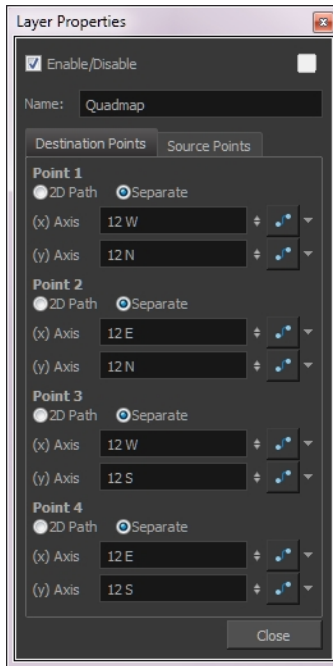 Layer Properties
Enable/Disable
Name: Quadmap
Destination Points Source Points
Point 1
2D Path Separate
(x) Axis 12 W
(y) Axis 12 N
Point 2
2D Path Separate
(x) Axis 12 E
(y) Axis 12 N
Point 3
2D Path Separate
(x) Axis 12 W
(y) Axis 12 S
Point 4
2D Path Separate
(x) Axis 12 E
(y) Axis 12 S
Close